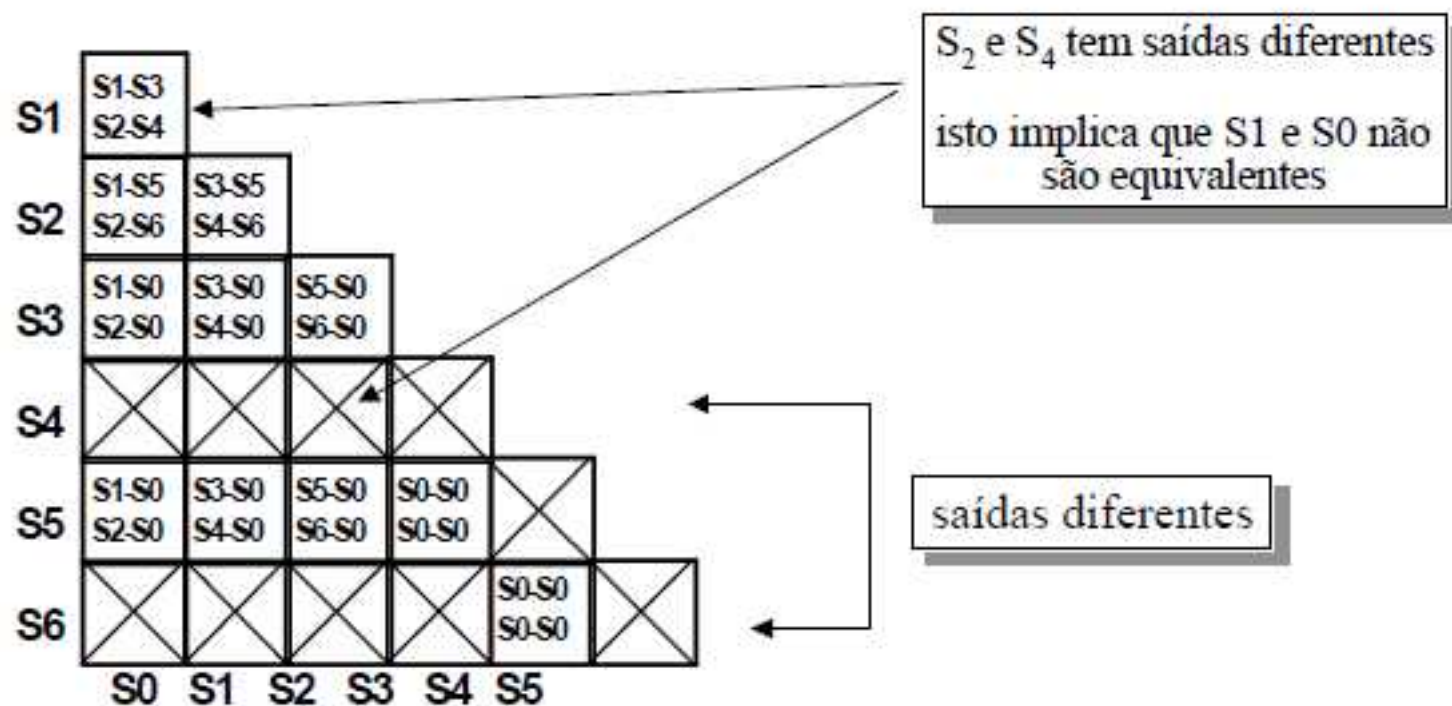 S1-S3
S2-S4
S1
S1-S5 S3-S5
S2-S6 S4-S6
S2
S1-S0 S3-S0 S5-S0
S2-S0 S4-S0 S6-S0
S3
S4
S1-S0 S3-S0 S5-S0 S0-S0
S2-S0 S4-S0 S6-S0 S0-S0
S5
S0-S0
S0-S0
S6
S0 S1 S2 S3 S4 S5
S2 e S4 tem saídas diferentes
isto implica que S1 e S0 não
são equivalentes
saídas diferentes